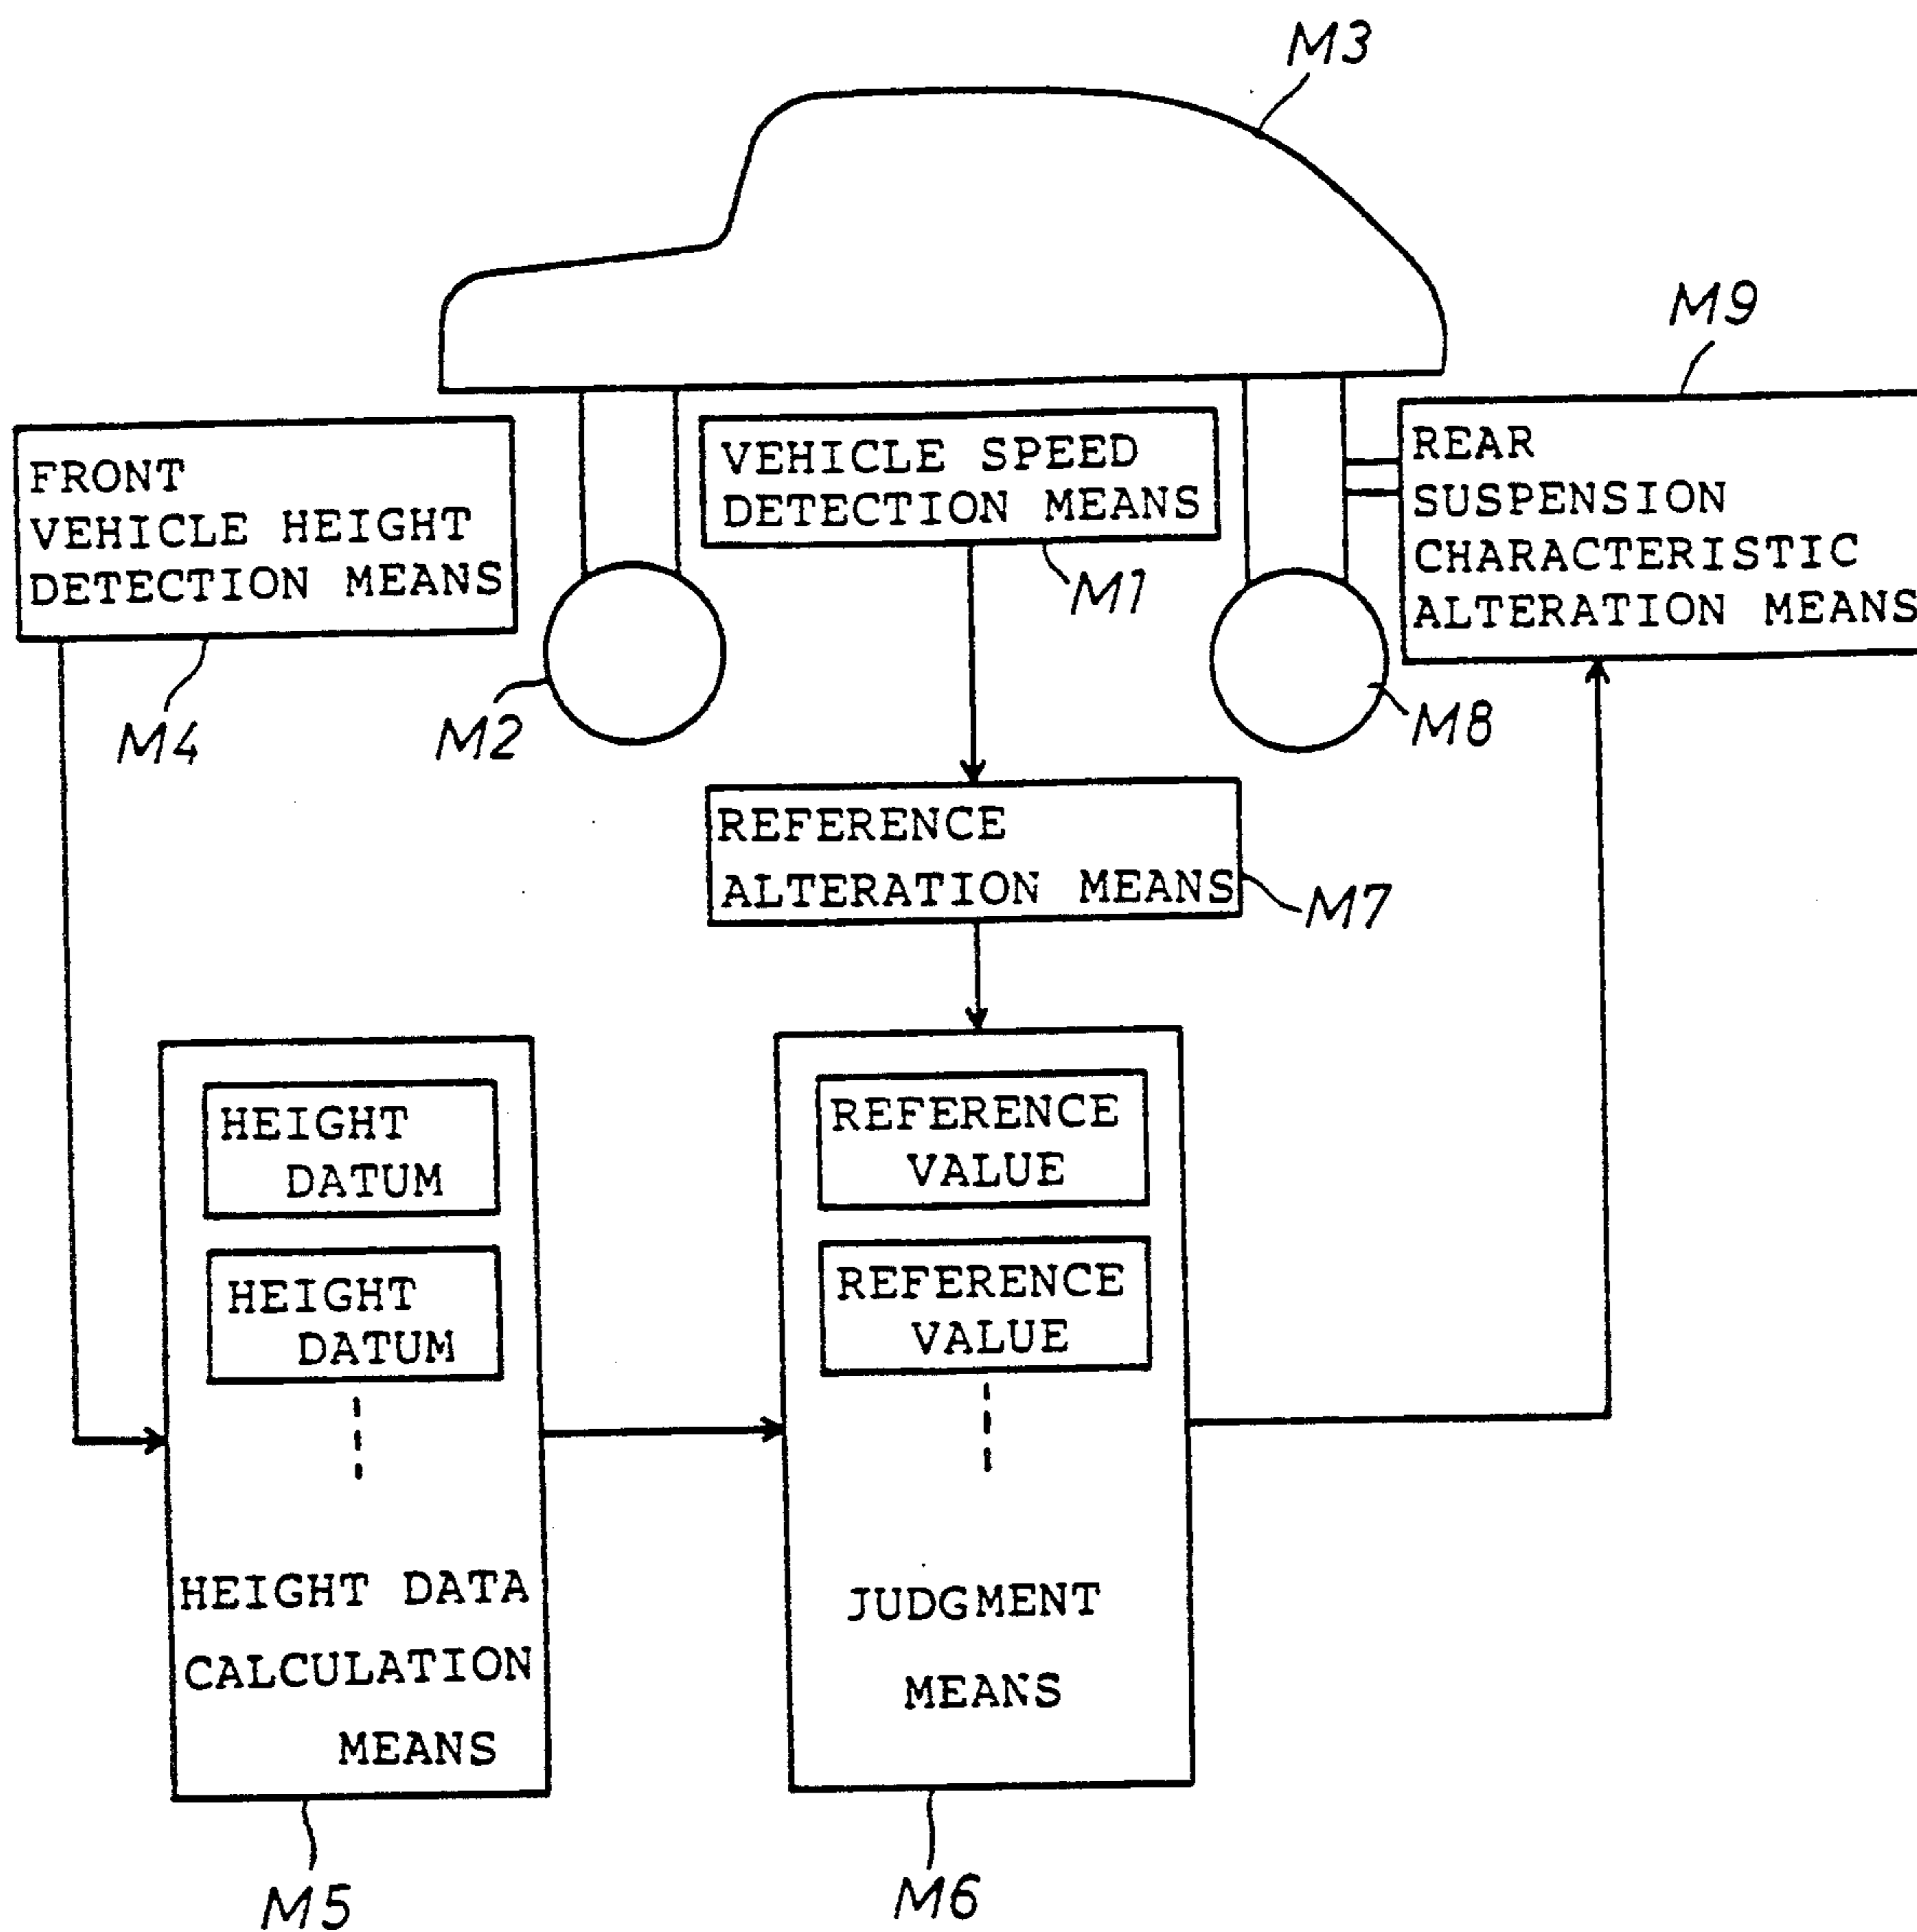 M3
M9
FRONT
VEHICLE HEIGHT
DETECTION MEANS
VEHICLE SPEED
DETECTION MEANS
REAR
SUSPENSION
CHARACTERISTIC
ALTERATION MEANS
M4
M2
M1
M8
REFERENCE
ALTERATION MEANS
M7
HEIGHT
DATUM
HEIGHT
DATUM
HEIGHT DATA
CALCULATION
MEANS
REFERENCE
VALUE
REFERENCE
VALUE
JUDGMENT
MEANS
M5
M6